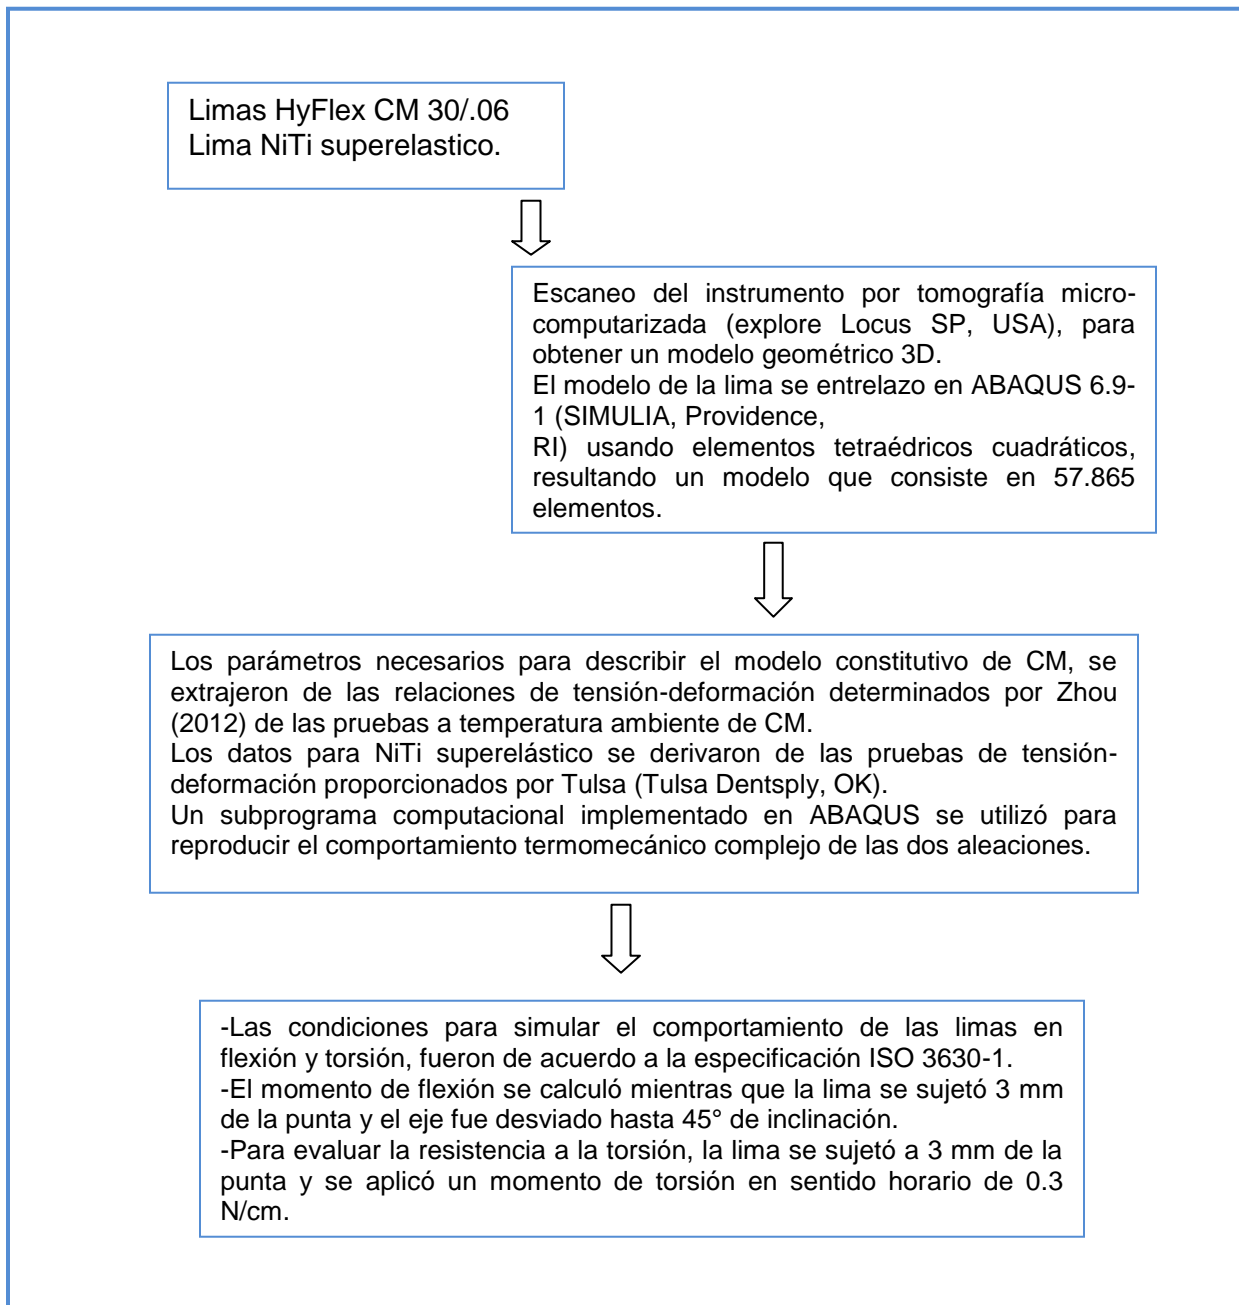 Limas HyFlex CM 30/.06
Lima NiTi superelastico.
Escaneo del instrumento por tomografía micro-
computarizada (explore Locus SP, USA), para
obtener un modelo geométrico 3D.
El modelo de la lima se entrelazo en ABAQUS 6.9-
1 (SIMULIA, Providence,
RI) usando elementos tetraédricos cuadráticos,
resultando un modelo que consiste en 57.865
elementos.
Los parámetros necesarios para describir el modelo constitutivo de CM, se
extrajeron de las relaciones de tensión-deformación determinados por Zhou
(2012) de las pruebas a temperatura ambiente de CM.
Los datos para NiTi superelástico se derivaron de las pruebas de tensión-
deformación proporcionados por Tulsa (Tulsa Dentsply, OK).
Un subprograma computacional implementado en ABAQUS se utilizó para
reproducir el comportamiento termomecánico complejo de las dos aleaciones.
-Las condiciones para simular el comportamiento de las limas en
flexión y torsión, fueron de acuerdo a la especificación ISO 3630-1.
-El momento de flexión se calculó mientras que la lima se sujetó 3 mm
de la punta y el eje fue desviado hasta 45° de inclinación.
-Para evaluar la resistencia a la torsión, la lima se sujetó a 3 mm de la
punta y se aplicó un momento de torsión en sentido horario de 0.3
N/cm.